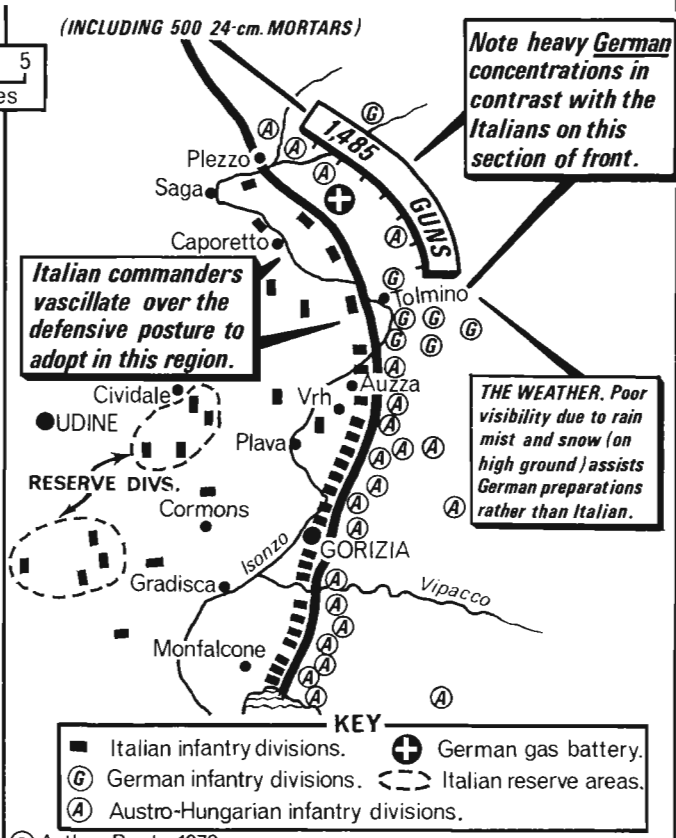 (INCLUDING 500 24-cm. MORTARS)
5
es
Note heavy German
concentrations in
contrast with the
Italians on this
section of front.
1,485
GUNS
Plezzo
Saga
Caporetto
Italian commanders
vascillate over the
defensive posture to
adopt in this region.
Tolmino
Cividale
Vrh
Auzza
UDINE
Plava
THE WEATHER. Poor
visibility due to rain
mist and snow (on
high ground) assists
German preparations
rather than Italian.
RESERVE DIVS.
Cormons
Isonzo
GORIZIA
Gradisca
Vipacco
Monfalcone
KEY
Italian infantry divisions.
German gas battery.
G German infantry divisions.
Italian reserve areas.
A Austro-Hungarian infantry divisions.